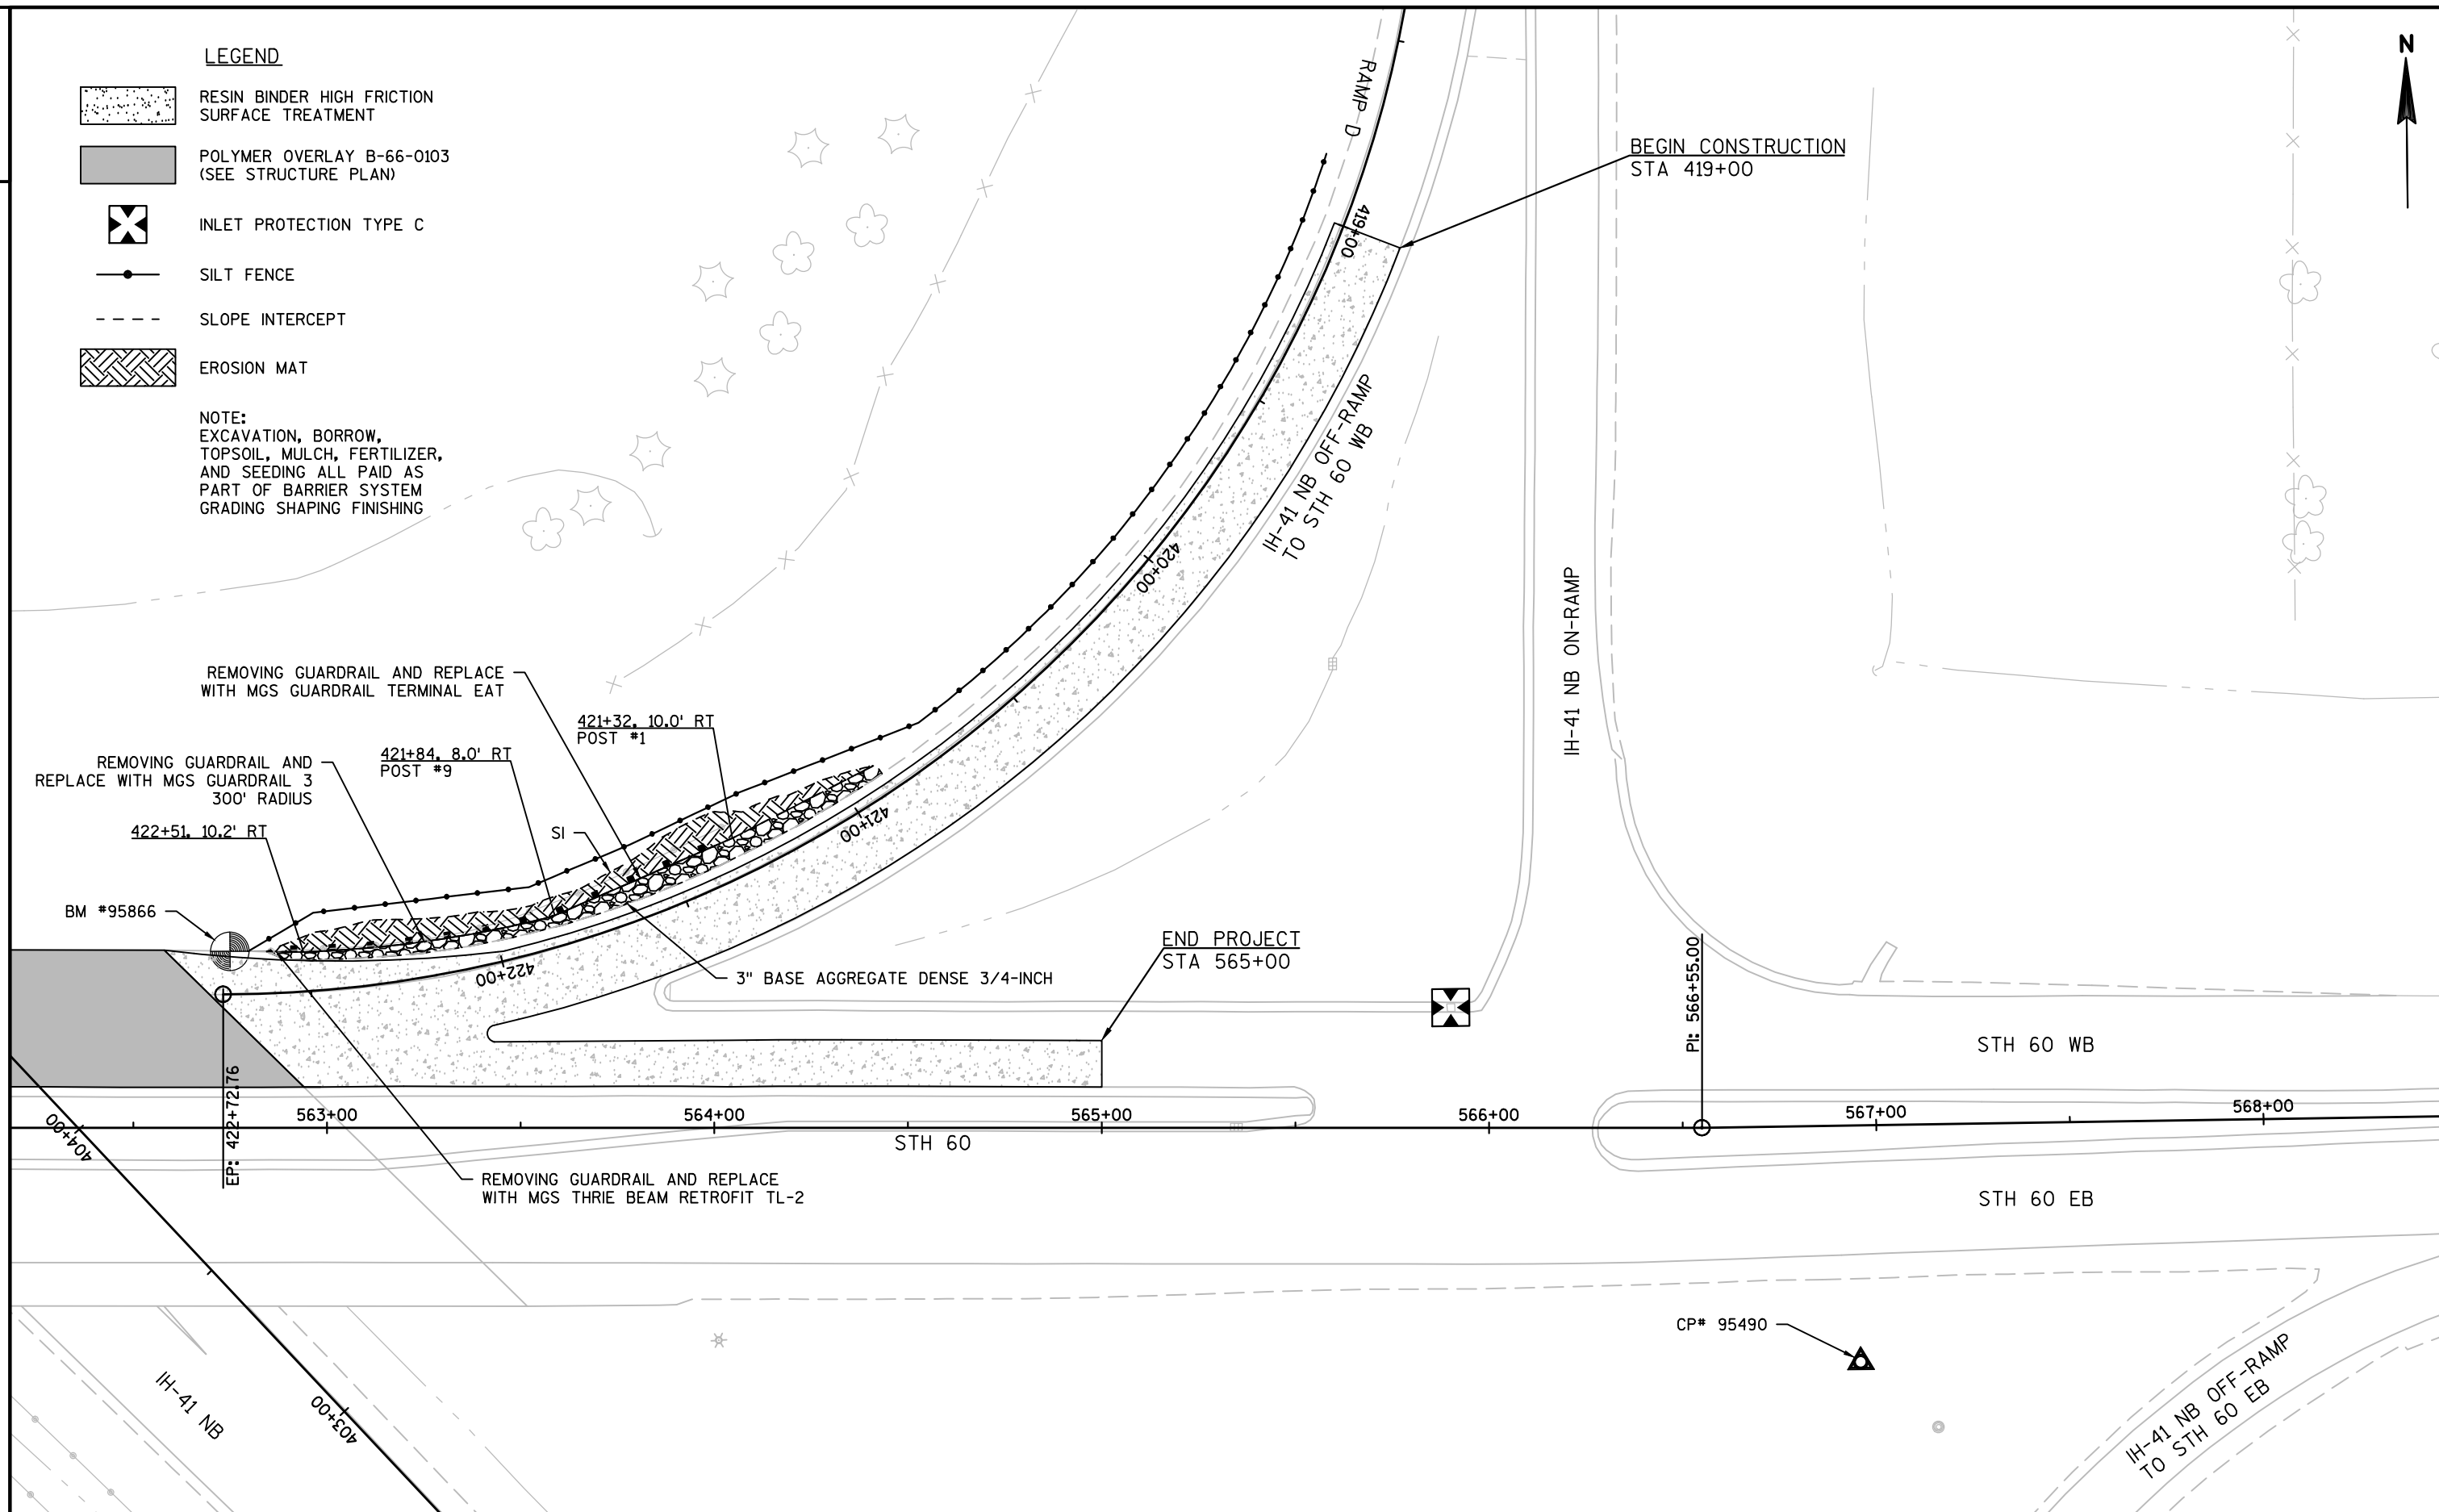 LEGEND
RESIN BINDER HIGH FRICTION
SURFACE TREATMENT
POLYMER OVERLAY B-66-0103
(SEE STRUCTURE PLAN)
INLET PROTECTION TYPE C
SILT FENCE
SLOPE INTERCEPT
EROSION MAT
NOTE:
EXCAVATION, BORROW,
TOPSOIL, MULCH, FERTILIZER,
AND SEEDING ALL PAID AS
PART OF BARRIER SYSTEM
GRADING SHAPING FINISHING
N
RAMP D
BEGIN CONSTRUCTION
STA 419+00
419+00
IH-41 NB OFF-RAMP
TO STH 60 WB
420+00
IH-41 NB ON-RAMP
REMOVING GUARDRAIL AND REPLACE
WITH MGS GUARDRAIL TERMINAL EAT
421+32, 10.0' RT
POST #1
421+84, 8.0' RT
POST #9
REMOVING GUARDRAIL AND
REPLACE WITH MGS GUARDRAIL 3
300' RADIUS
422+51, 10.2' RT
SI
421+00
BM #95866
422+00
3" BASE AGGREGATE DENSE 3/4-INCH
END PROJECT
STA 565+00
PI: 566+55.00
STH 60 WB
EP: 422+72.76
404+00
563+00
564+00
565+00
566+00
567+00
568+00
STH 60
REMOVING GUARDRAIL AND REPLACE
WITH MGS THRIE BEAM RETROFIT TL-2
STH 60 EB
CP# 95490
IH-41 NB
403+00
IH-41 NB OFF-RAMP
TO STH 60 EB